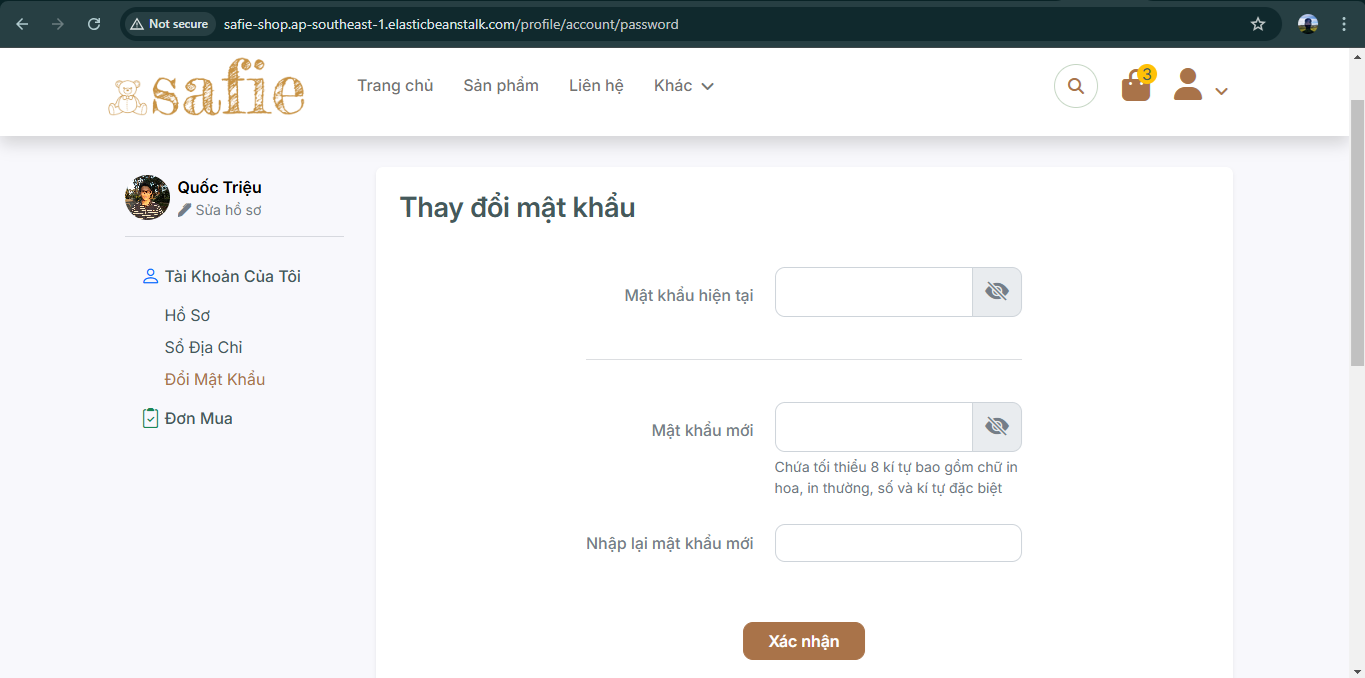 Not secure safie-shop.ap-southeast-1.elasticbeanstalk.com/profile/account/password
safie
Trang chủ Sản phẩm Liên hệ Khác
3
Quốc Triệu
Sửa hồ sơ
Tài Khoản Của Tôi
Hồ Sơ
Sổ Địa Chỉ
Đổi Mật Khẩu
Đơn Mua
Thay đổi mật khẩu
Mật khẩu hiện tại
Mật khẩu mới
Chứa tối thiểu 8 kí tự bao gồm chữ in
hoa, in thường, số và kí tự đặc biệt
Nhập lại mật khẩu mới
Xác nhận